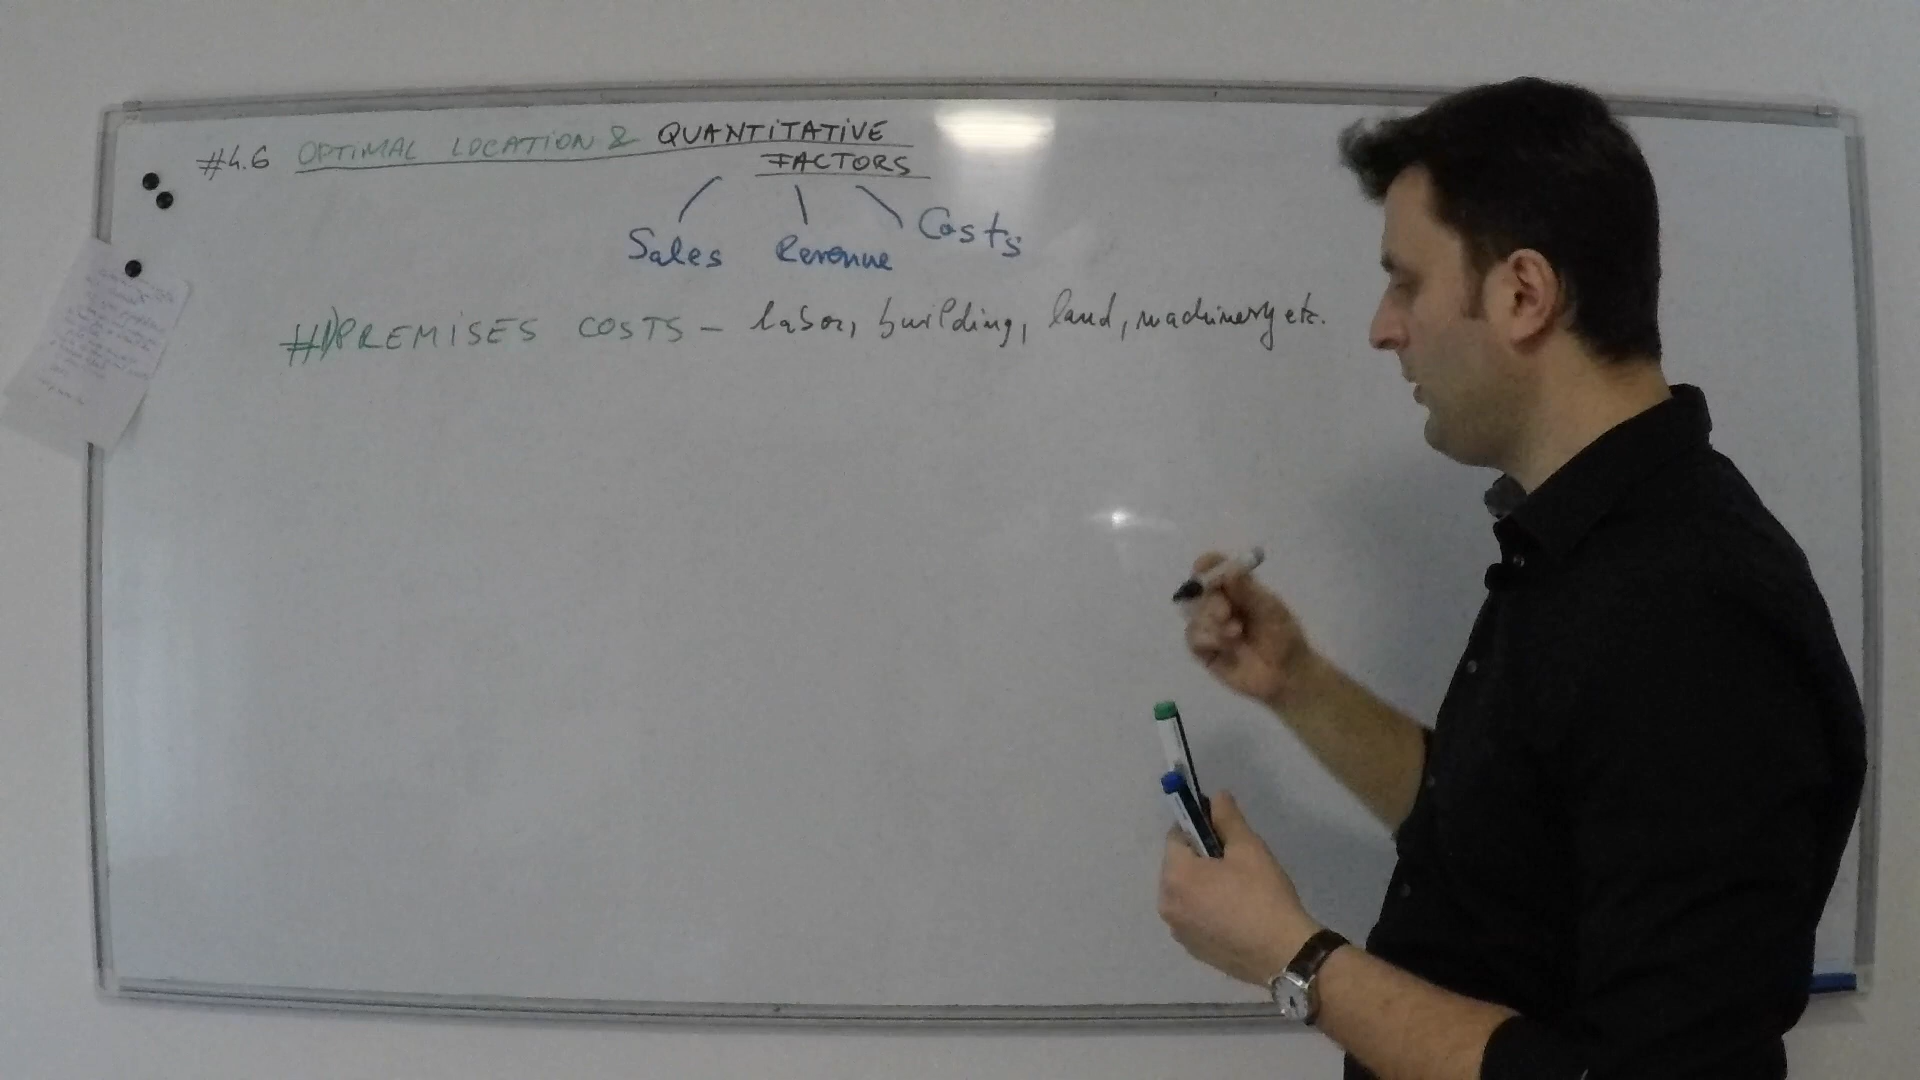 #4.6 OPTIMAL LOCATION & QUANTITATIVE
FACTORS
Sales Revenue Costs
#1) PREMISES COSTS – labor, building, land, machinery etc.